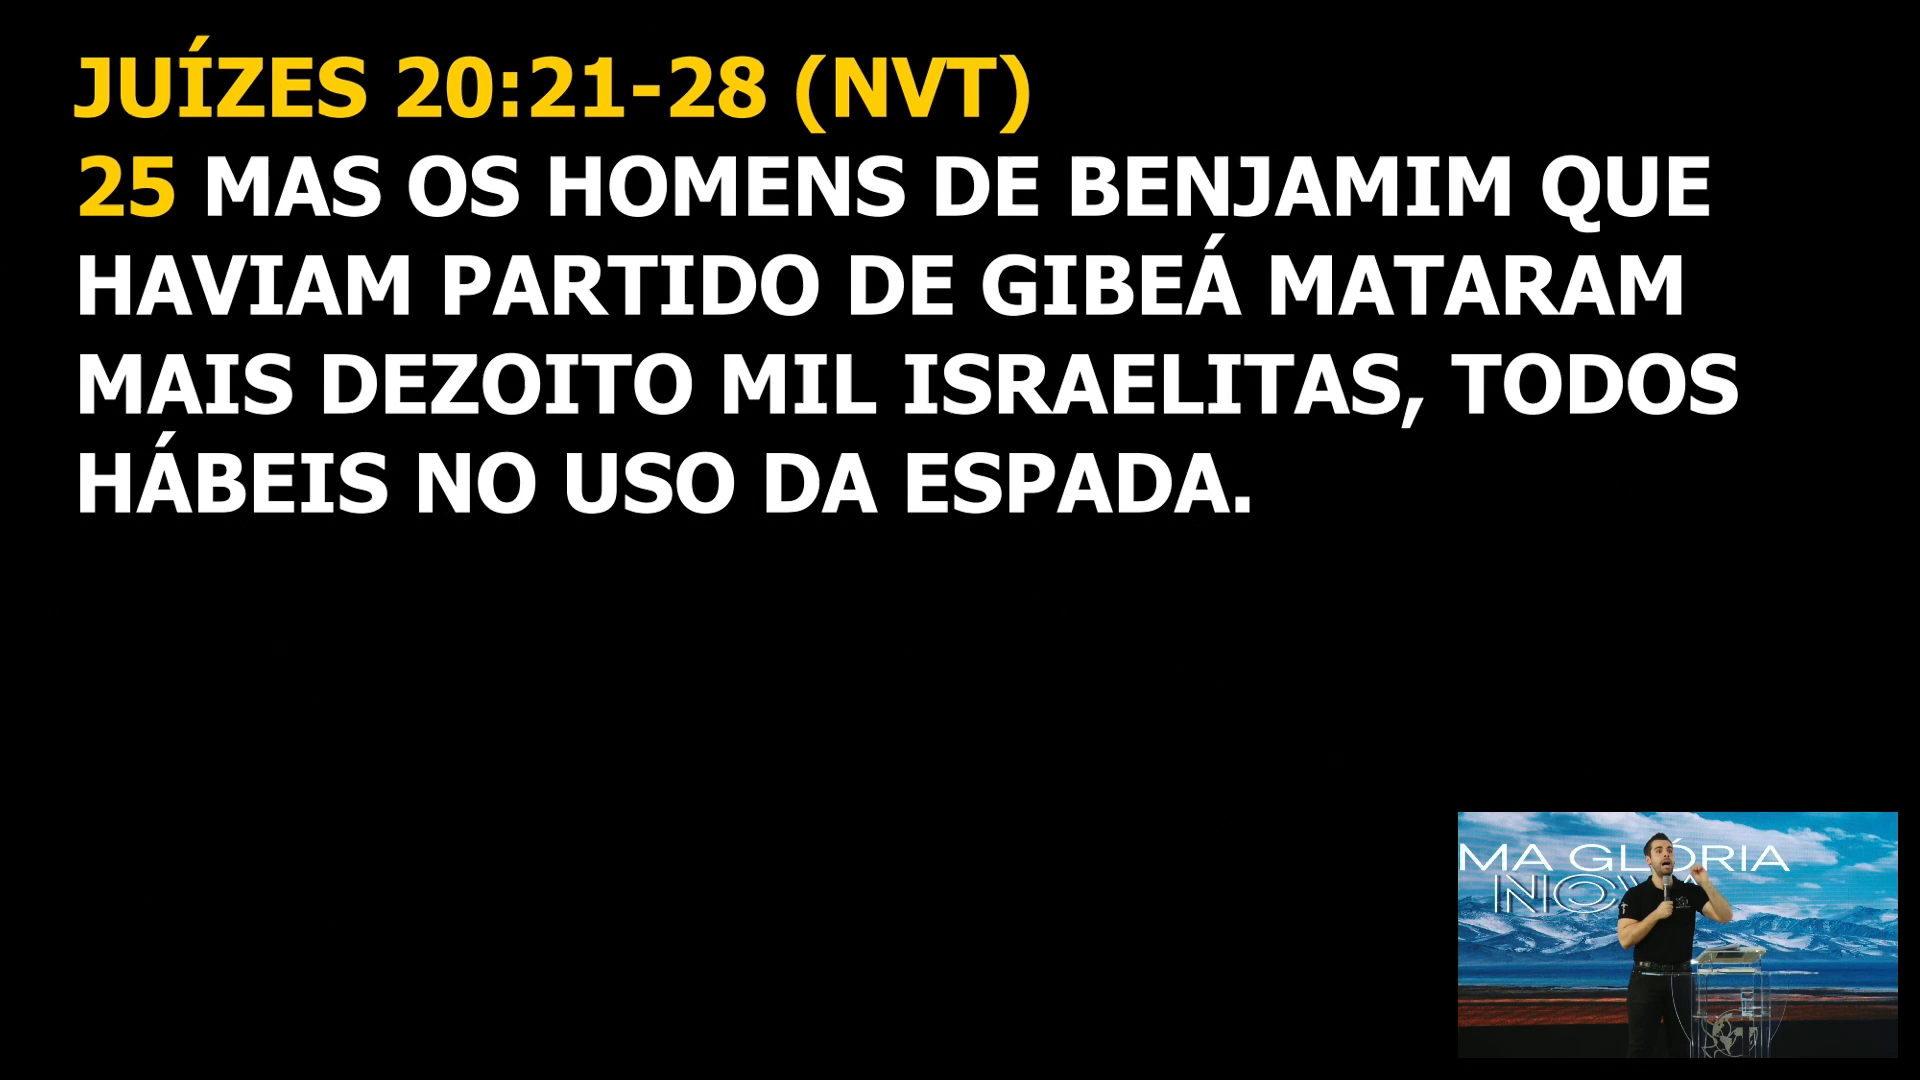 JUÍZES 20:21-28 (NVT)
25 MAS OS HOMENS DE BENJAMIM QUE
HAVIAM PARTIDO DE GIBEÁ MATARAM
MAIS DEZOITO MIL ISRAELITAS, TODOS
HÁBEIS NO USO DA ESPADA.
MA GLÓRIA